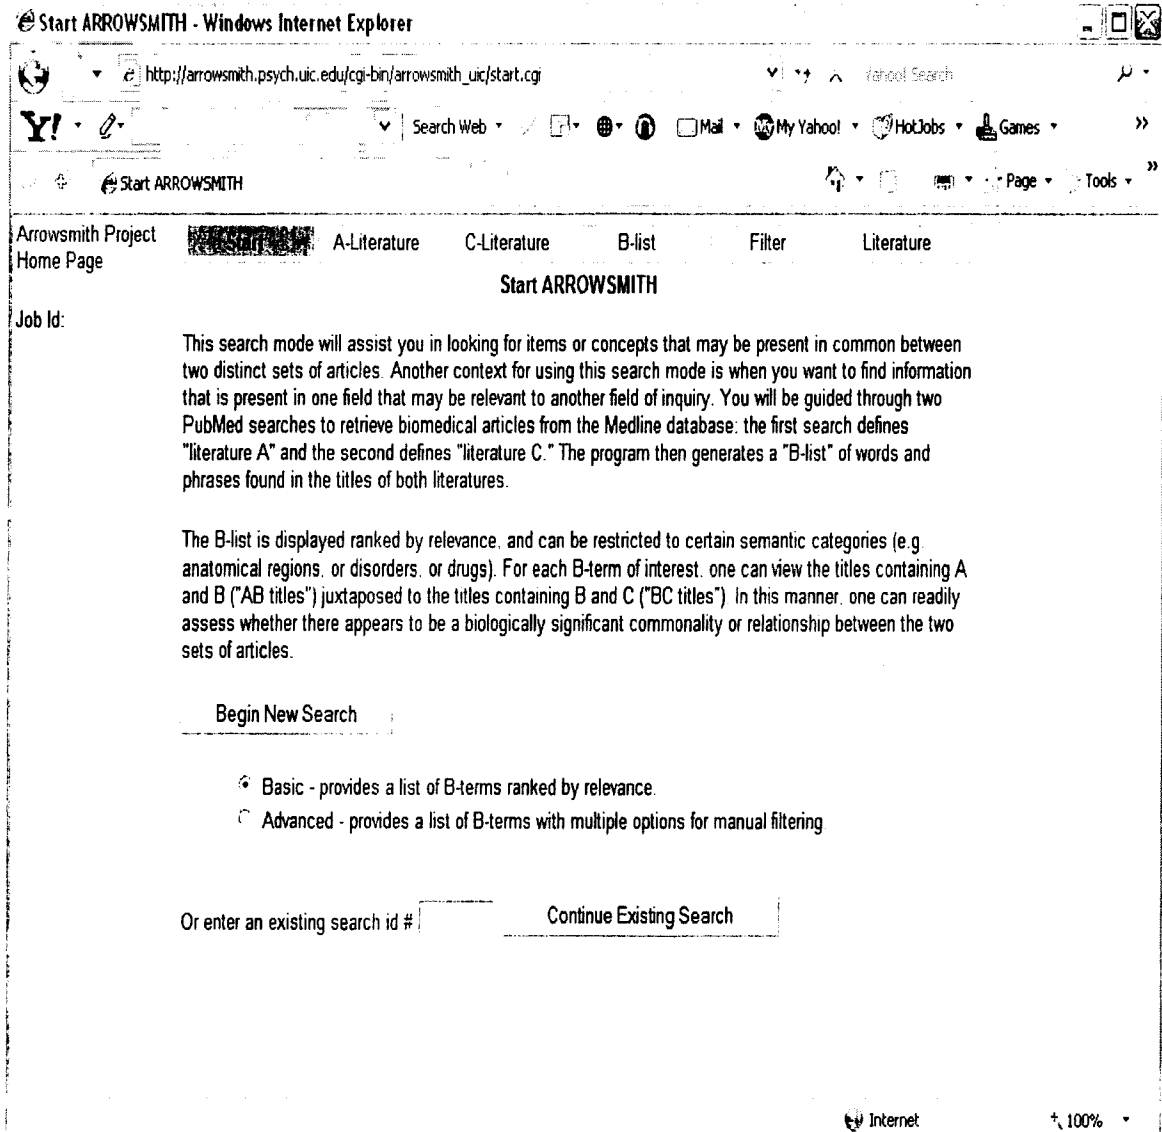 Start ARROWSMITH - Windows Internet Explorer
http://arrowsmith.psych.uic.edu/cgi-bin/arrowsmith_uic/start.cgi Yahoo! Search
Y! Search Web Mail My Yahoo! HotJobs Games »
Start ARROWSMITH Page Tools »
Arrowsmith Project
Home Page
Start A-Literature C-Literature B-list Filter Literature
Start ARROWSMITH
Job Id:
This search mode will assist you in looking for items or concepts that may be present in common between
two distinct sets of articles. Another context for using this search mode is when you want to find information
that is present in one field that may be relevant to another field of inquiry. You will be guided through two
PubMed searches to retrieve biomedical articles from the Medline database: the first search defines
"literature A" and the second defines "literature C." The program then generates a "B-list" of words and
phrases found in the titles of both literatures.
The B-list is displayed ranked by relevance, and can be restricted to certain semantic categories (e.g.
anatomical regions, or disorders, or drugs). For each B-term of interest, one can view the titles containing A
and B ("AB titles") juxtaposed to the titles containing B and C ("BC titles"). In this manner, one can readily
assess whether there appears to be a biologically significant commonality or relationship between the two
sets of articles.
Begin New Search
Basic - provides a list of B-terms ranked by relevance.
Advanced - provides a list of B-terms with multiple options for manual filtering
Or enter an existing search id # Continue Existing Search
Internet 100%